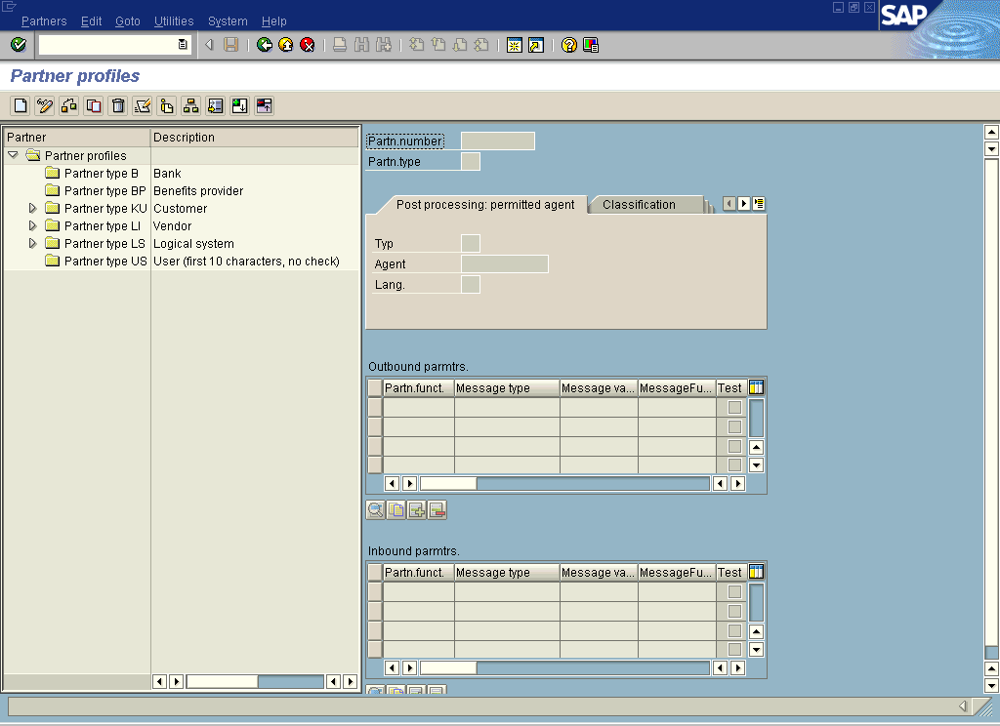 Partners Edit Goto Utilities System Help
SAP
Partner profiles
Partner Description
Partner profiles
Partner type B Bank
Partner type BP Benefits provider
Partner type KU Customer
Partner type LI Vendor
Partner type LS Logical system
Partner type US User (first 10 characters, no check)
Partn.number
Partn.type
Post processing: permitted agent Classification
Typ
Agent
Lang.
Outbound parmtrs.
Partn.funct. Message type Message va... MessageFu... Test
Inbound parmtrs.
Partn.funct. Message type Message va... MessageFu... Test